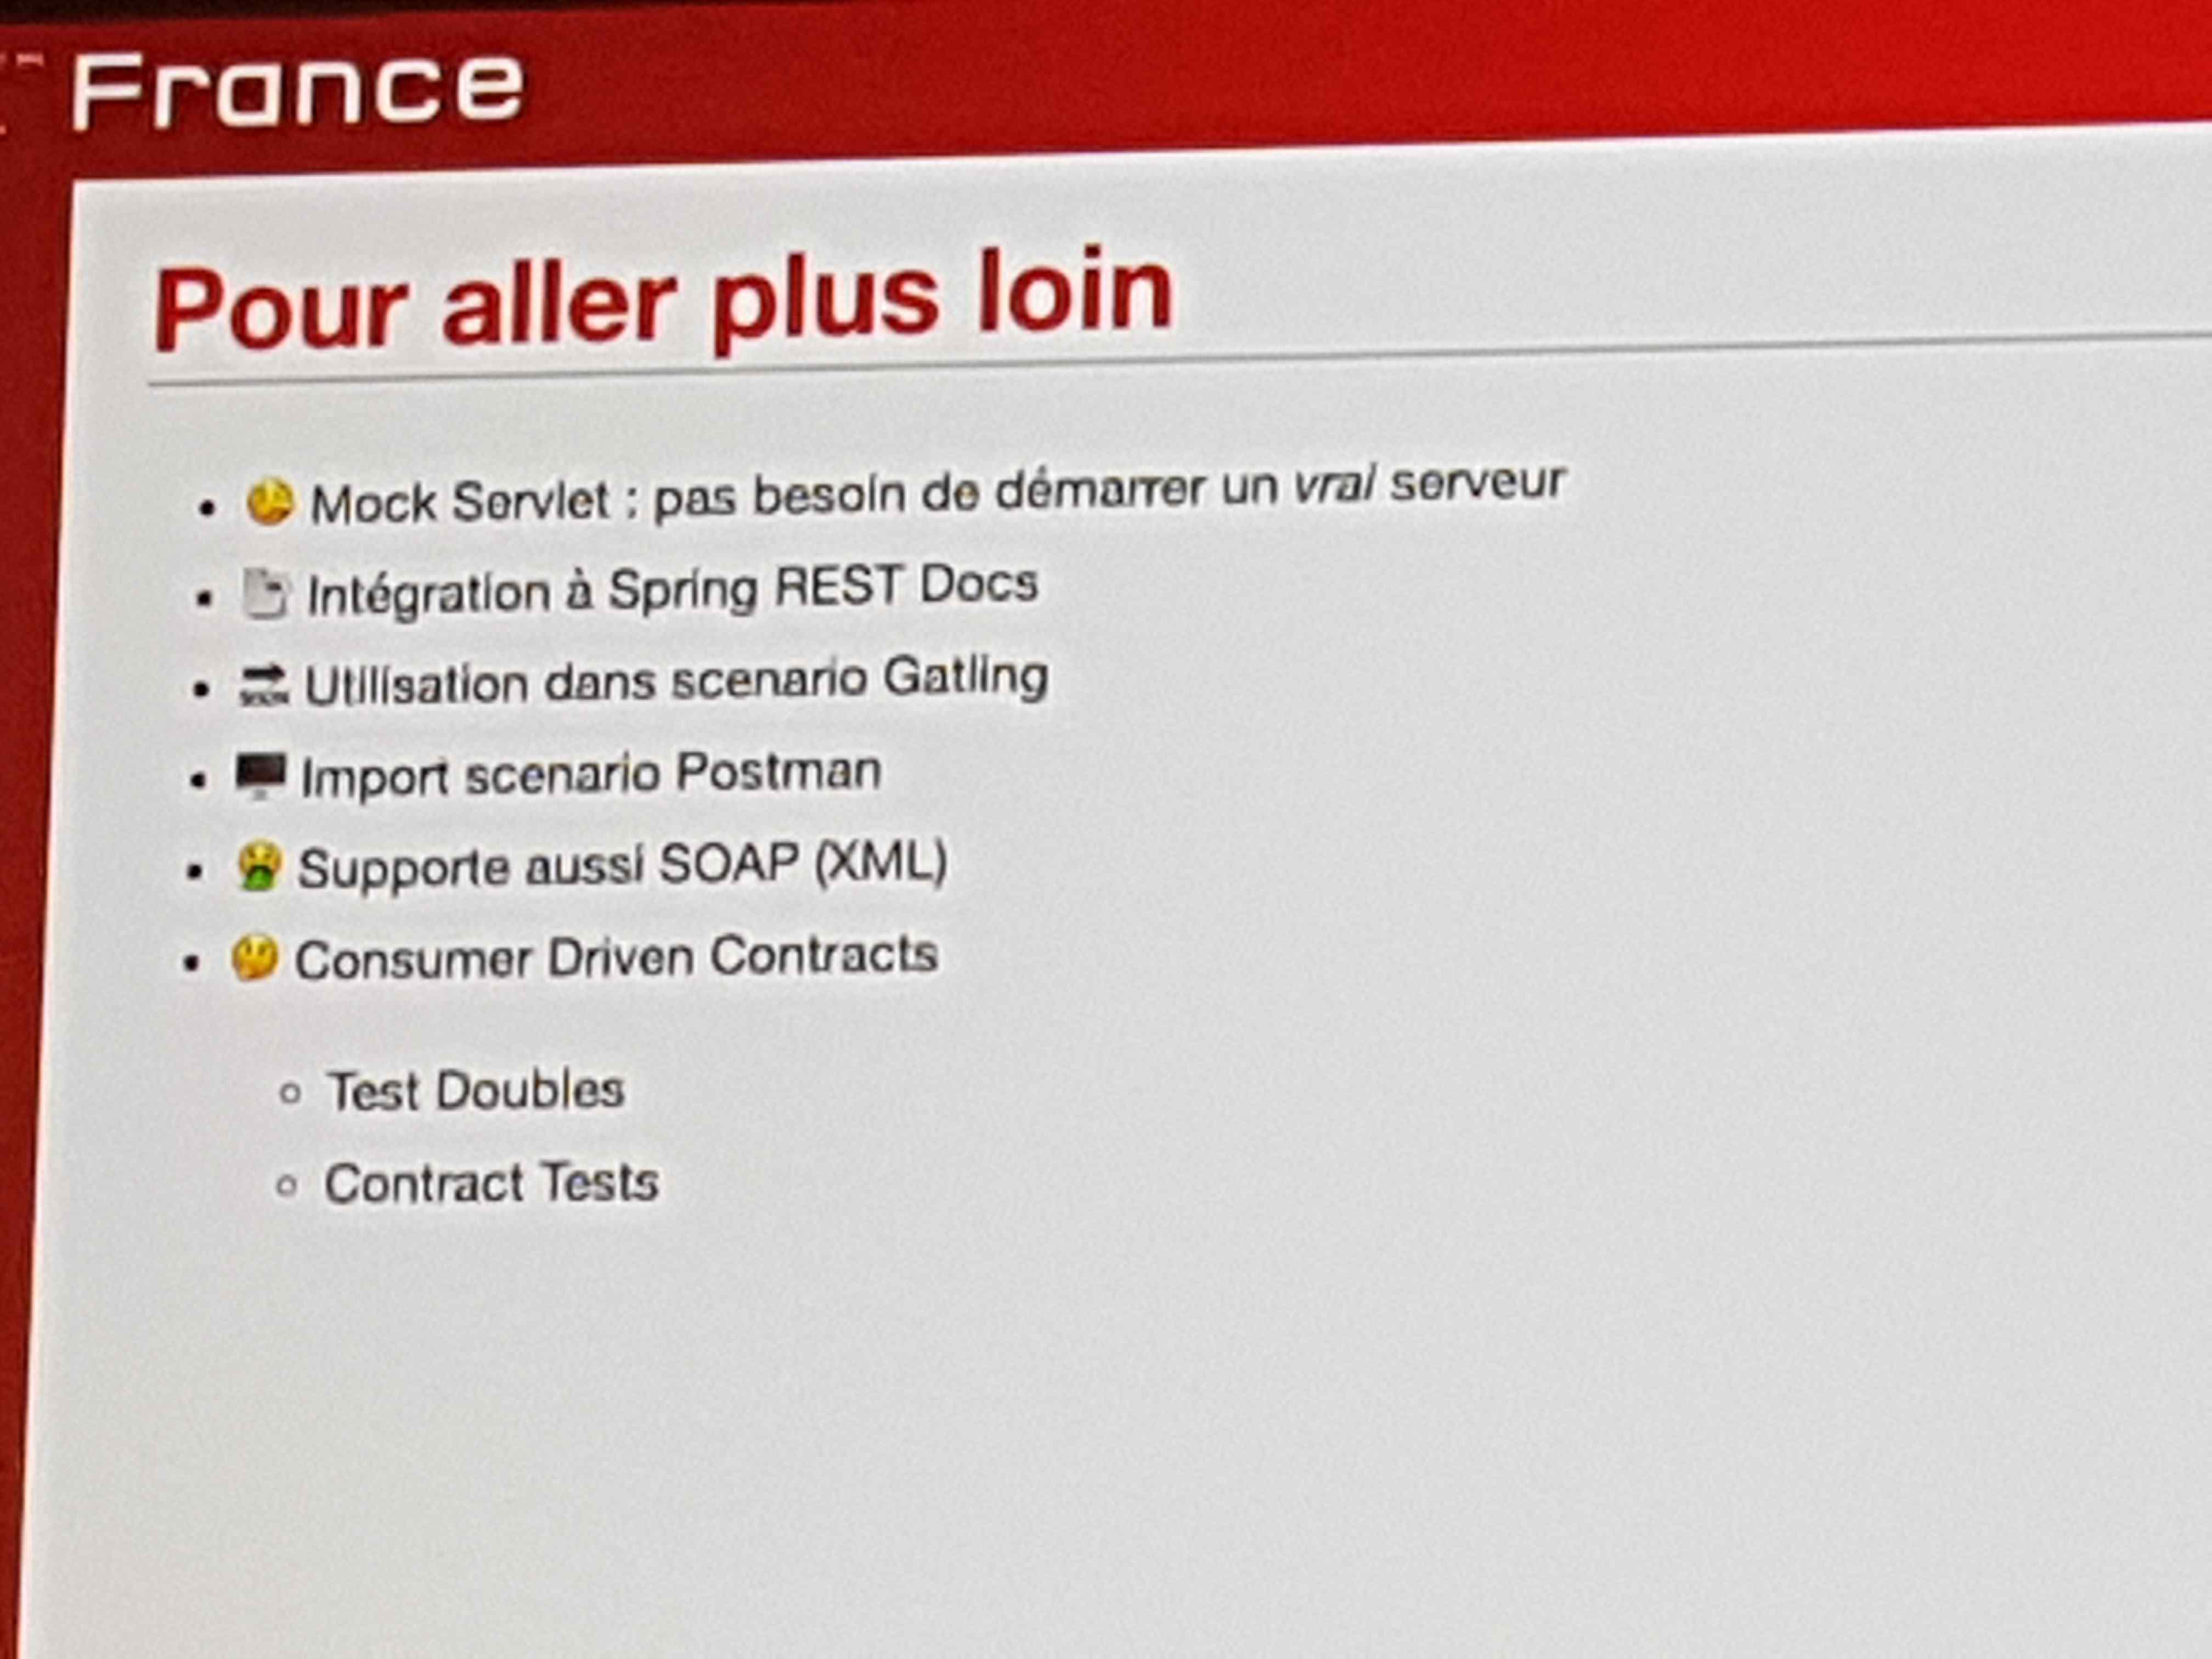 France
Pour aller plus loin
• 😏 Mock Servlet : pas besoin de démarrer un vrai serveur
• 📄 Intégration à Spring REST Docs
• 🔜 Utilisation dans scenario Gatling
• 🖥️ Import scenario Postman
• 🤮 Supporte aussi SOAP (XML)
• 🤔 Consumer Driven Contracts
○ Test Doubles
○ Contract Tests